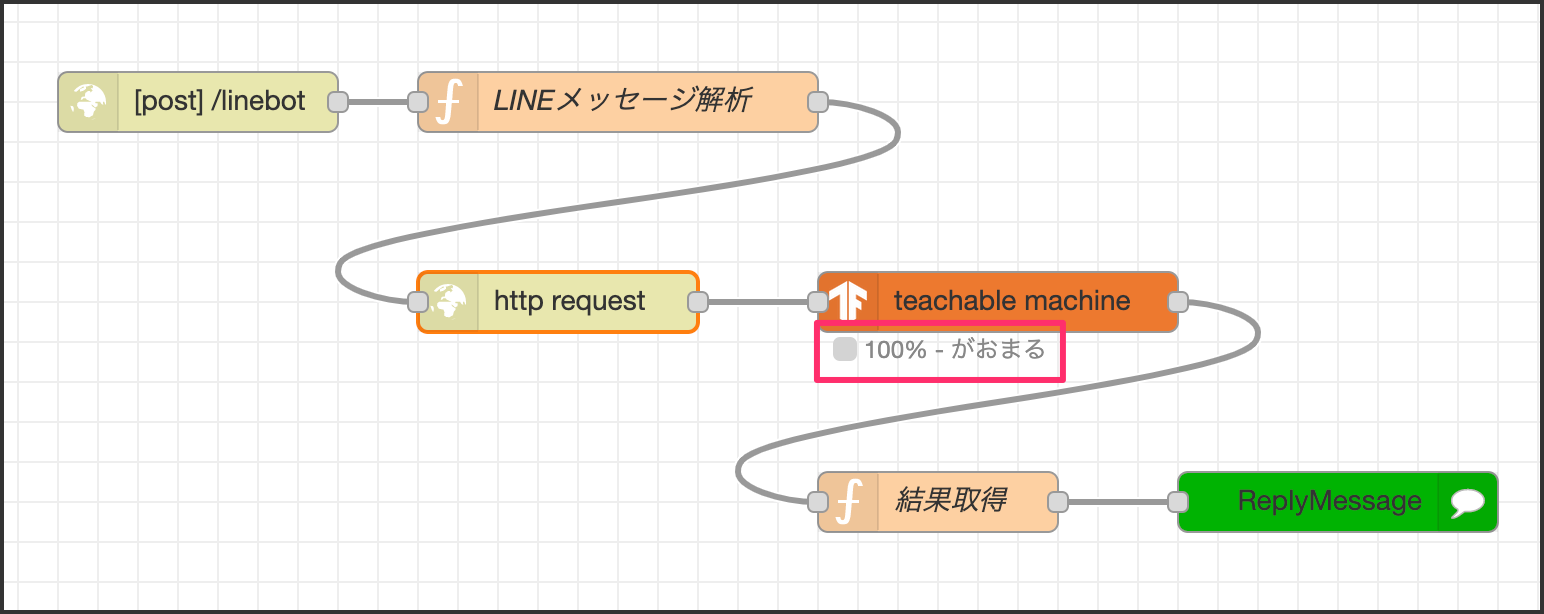 [post] /linebot
LINEメッセージ解析
http request
teachable machine
100% - がおまる
結果取得
ReplyMessage